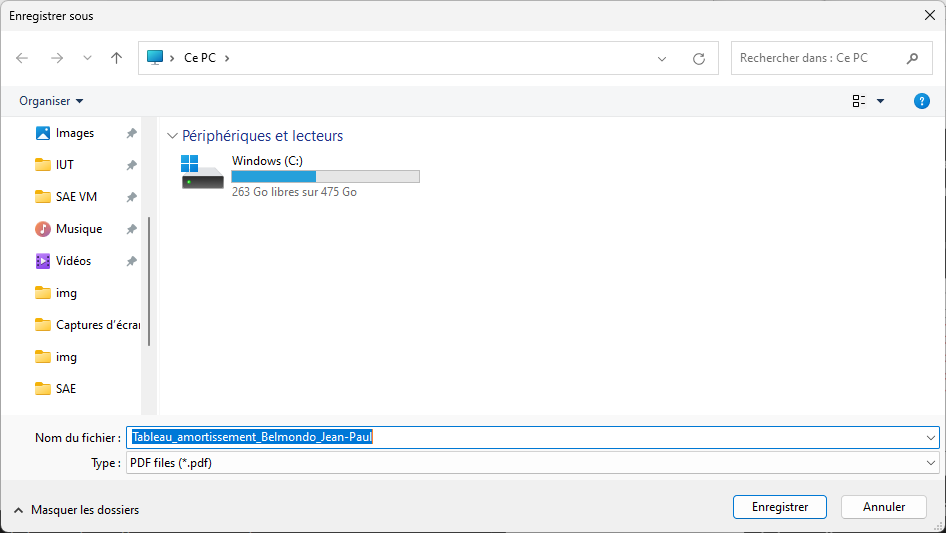 Enregistrer sous
Ce PC
Rechercher dans : Ce PC
Organiser
?
Images
IUT
SAE VM
Musique
Vidéos
img
Captures d'écra
img
SAE
Périphériques et lecteurs
Windows (C:)
263 Go libres sur 475 Go
Nom du fichier :
Tableau_amortissement_Belmondo_Jean-Paul
Type :
PDF files (*.pdf)
Masquer les dossiers
Enregistrer
Annuler